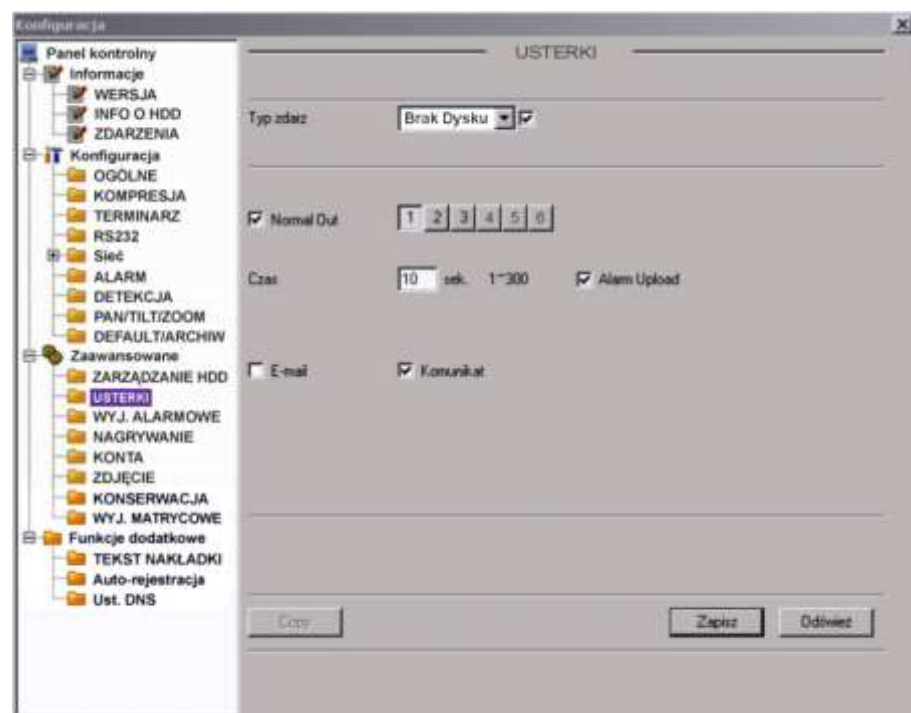 Konfiguracja
Panel kontrolny
Informacje
WERSJA
INFO O HDD
ZDARZENIA
Konfiguracja
OGÓLNE
KOMPRESJA
TERMINARZ
RS232
Sieć
ALARM
DETEKCJA
PAN/TILT/ZOOM
DEFAULT/ARCHIW
Zaawansowane
ZARZĄDZANIE HDD
USTERKI
WYJ. ALARMOWE
NAGRYWANIE
KONTA
ZDJĘCIE
KONSERWACJA
WYJ. MATRYCOWE
Funkcje dodatkowe
TEKST NAKŁADKI
Auto-rejestracja
Ust. DNS
USTERKI
Typ zdarz Brak Dysku
Normal Out 1 2 3 4 5 6
Czas 10 sek. 1~300 Alarm Upload
E-mail Komunikat
Copy Zapisz Odśwież